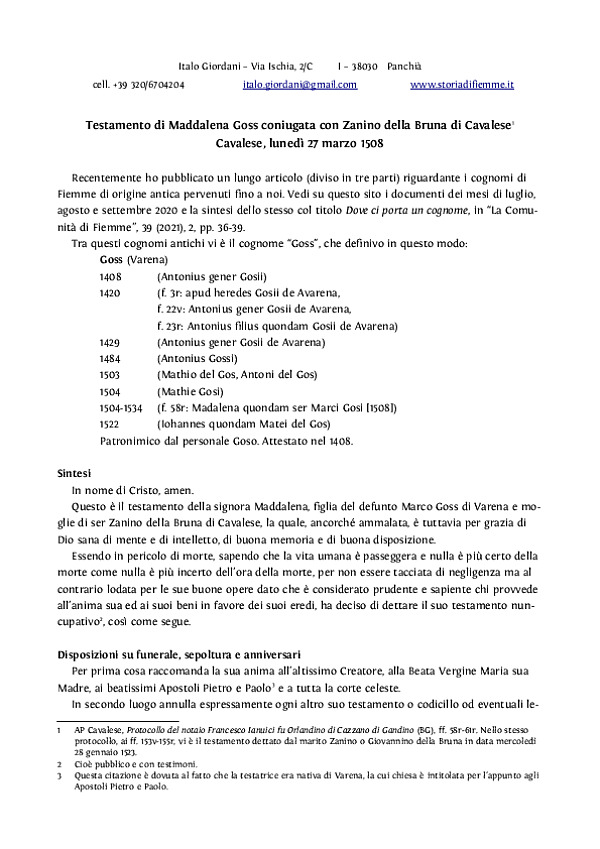 Italo Giordani – Via Ischia, 2/C I – 38030 Panchià
cell. +39 320/6704204 italo.giordani@gmail.com www.storiadifiemme.it
Testamento di Maddalena Goss coniugata con Zanino della Bruna di Cavalese¹
Cavalese, lunedì 27 marzo 1508
Recentemente ho pubblicato un lungo articolo (diviso in tre parti) riguardante i cognomi di
Fiemme di origine antica pervenuti fino a noi. Vedi su questo sito i documenti dei mesi di luglio,
agosto e settembre 2020 e la sintesi dello stesso col titolo Dove ci porta un cognome, in "La Comu-
nità di Fiemme", 39 (2021), 2, pp. 36-39.
Tra questi cognomi antichi vi è il cognome "Goss", che definivo in questo modo:
Goss (Varena)
1408 (Antonius gener Gosii)
1420 (f. 3r: apud heredes Gosii de Avarena,
f. 22v: Antonius gener Gosii de Avarena,
f. 23r: Antonius filius quondam Gosii de Avarena)
1429 (Antonius gener Gosii de Avarena)
1484 (Antonius Gossi)
1503 (Mathio del Gos, Antoni del Gos)
1504 (Mathie Gosi)
1504-1534 (f. 58r: Madalena quondam ser Marci Gosi [1508])
1522 (Iohannes quondam Matei del Gos)
Patronimico dal personale Goso. Attestato nel 1408.
Sintesi
In nome di Cristo, amen.
Questo è il testamento della signora Maddalena, figlia del defunto Marco Goss di Varena e mo-
glie di ser Zanino della Bruna di Cavalese, la quale, ancorché ammalata, è tuttavia per grazia di
Dio sana di mente e di intelletto, di buona memoria e di buona disposizione.
Essendo in pericolo di morte, sapendo che la vita umana è passeggera e nulla è più certo della
morte come nulla è più incerto dell'ora della morte, per non essere tacciata di negligenza ma al
contrario lodata per le sue buone opere dato che è considerato prudente e sapiente chi provvede
all'anima sua ed ai suoi beni in favore dei suoi eredi, ha deciso di dettare il suo testamento nun-
cupativo², così come segue.
Disposizioni su funerale, sepoltura e anniversari
Per prima cosa raccomanda la sua anima all'altissimo Creatore, alla Beata Vergine Maria sua
Madre, ai beatissimi Apostoli Pietro e Paolo³ e a tutta la corte celeste.
In secondo luogo annulla espressamente ogni altro suo testamento o codicillo od eventuali le-
1 AP Cavalese, Protocollo del notaio Francesco Ianuici fu Orlandino di Cazzano di Gandino (BG), ff. 58r-61r. Nello stesso
protocollo, ai ff. 153v-155r, vi è il testamento dettato dal marito Zanino o Giovannino della Bruna in data mercoledì
28 gennaio 1523.
2 Cioè pubblico e con testimoni.
3 Questa citazione è dovuta al fatto che la testatrice era nativa di Varena, la cui chiesa è intitolata per l'appunto agli
Apostoli Pietro e Paolo.